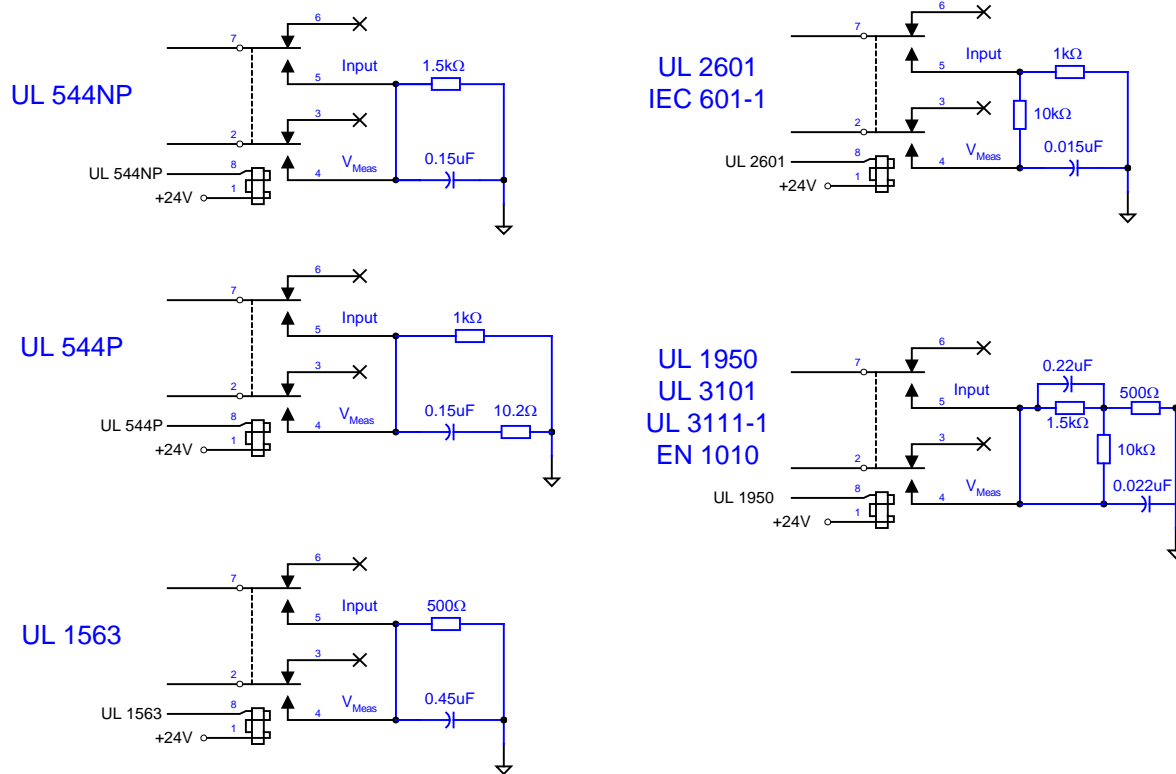 UL 544NP
7
6
5
Input
1.5kΩ
2
3
4
VMeas
0.15uF
UL 544NP
8
+24V
1
UL 2601
IEC 601-1
7
6
5
Input
1kΩ
10kΩ
2
3
4
VMeas
0.015uF
UL 2601
8
+24V
1
UL 544P
7
6
5
Input
1kΩ
2
3
4
VMeas
0.15uF
10.2Ω
UL 544P
8
+24V
1
UL 1950
UL 3101
UL 3111-1
EN 1010
7
6
5
Input
0.22uF
1.5kΩ
500Ω
10kΩ
2
3
4
VMeas
0.022uF
UL 1950
8
+24V
1
UL 1563
7
6
5
Input
500Ω
2
3
4
VMeas
0.45uF
UL 1563
8
+24V
1